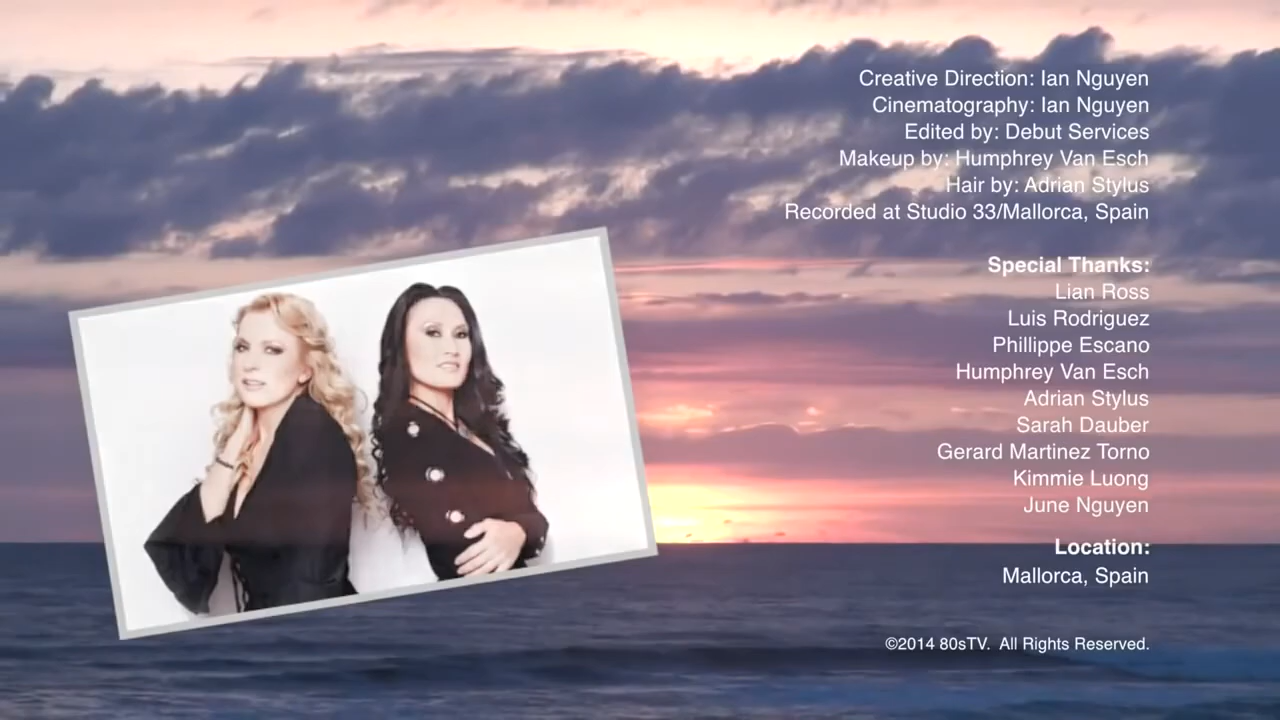 Creative Direction: Ian Nguyen
Cinematography: Ian Nguyen
Edited by: Debut Services
Makeup by: Humphrey Van Esch
Hair by: Adrian Stylus
Recorded at Studio 33/Mallorca, Spain
Special Thanks:
Lian Ross
Luis Rodriguez
Phillippe Escano
Humphrey Van Esch
Adrian Stylus
Sarah Dauber
Gerard Martinez Torno
Kimmie Luong
June Nguyen
Location:
Mallorca, Spain
©2014 80sTV.  All Rights Reserved.